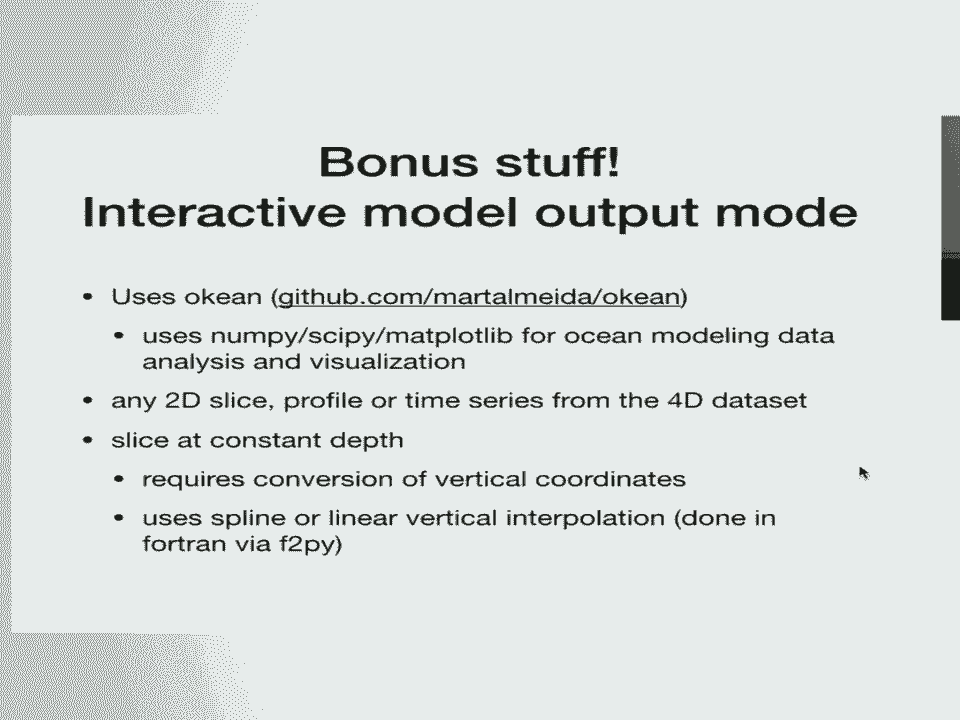 Bonus stuff!
Interactive model output mode
• Uses okean (github.com/martalmeida/okean)
• uses numpy/scipy/matplotlib for ocean modeling data
analysis and visualization
• any 2D slice, profile or time series from the 4D dataset
• slice at constant depth
• requires conversion of vertical coordinates
• uses spline or linear vertical interpolation (done in
fortran via f2py)